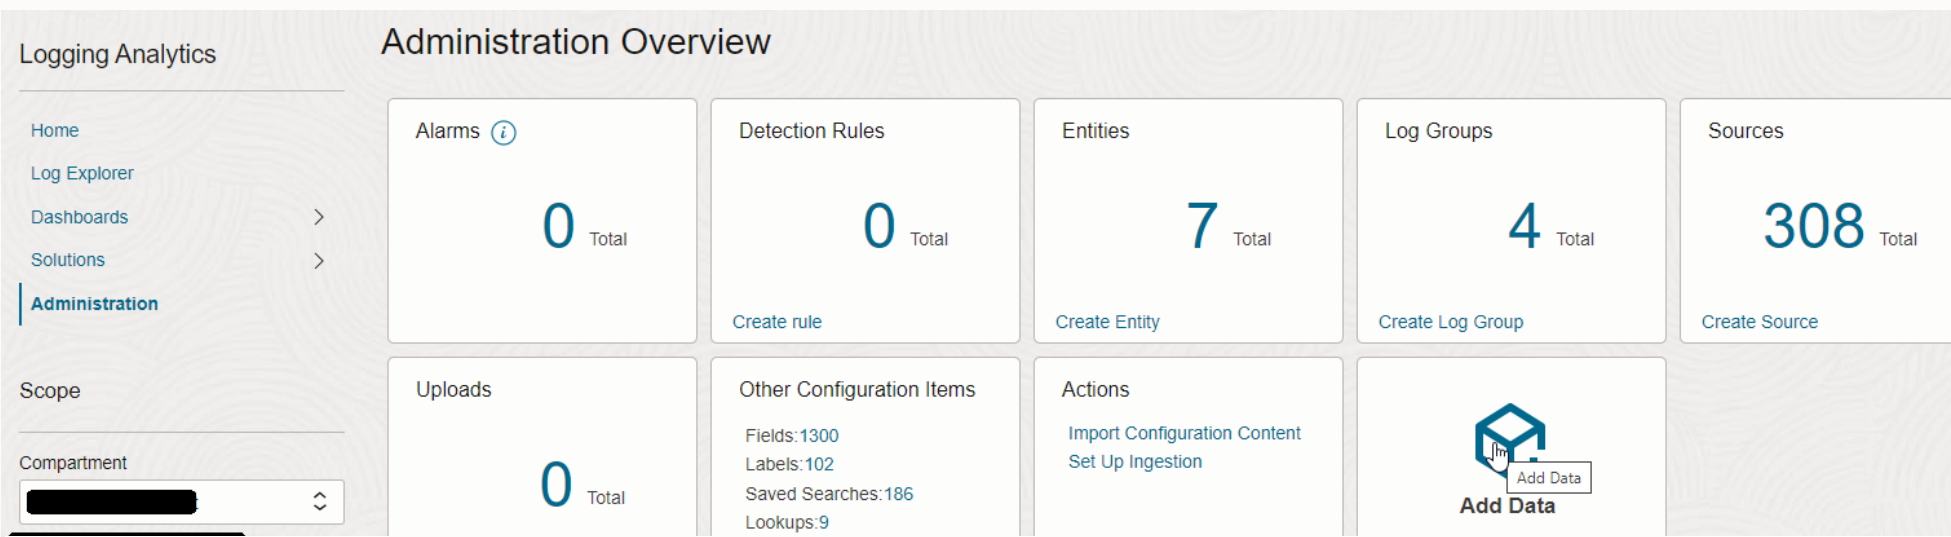 Logging Analytics
Home
Log Explorer
Dashboards
Solutions
Administration
Scope
Compartment
Administration Overview
Alarms
0 Total
Detection Rules
0 Total
Create rule
Entities
7 Total
Create Entity
Log Groups
4 Total
Create Log Group
Sources
308 Total
Create Source
Uploads
0 Total
Other Configuration Items
Fields:1300
Labels:102
Saved Searches:186
Lookups:9
Actions
Import Configuration Content
Set Up Ingestion
Add Data
Add Data